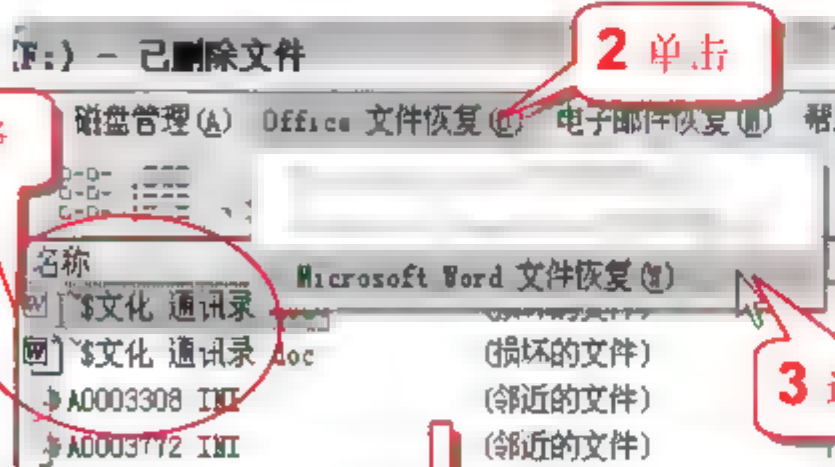 (F:) - 已删除文件
2 单击
磁盘管理(A) Office 文件恢复(O) 电子邮件恢复(M) 帮
名称
Microsoft Word 文件恢复(W)
~$文化 通讯录
~$文化 通讯录 doc (损坏的文件)
A0003308 INI (邻近的文件)
A0003772 INI (邻近的文件)
3